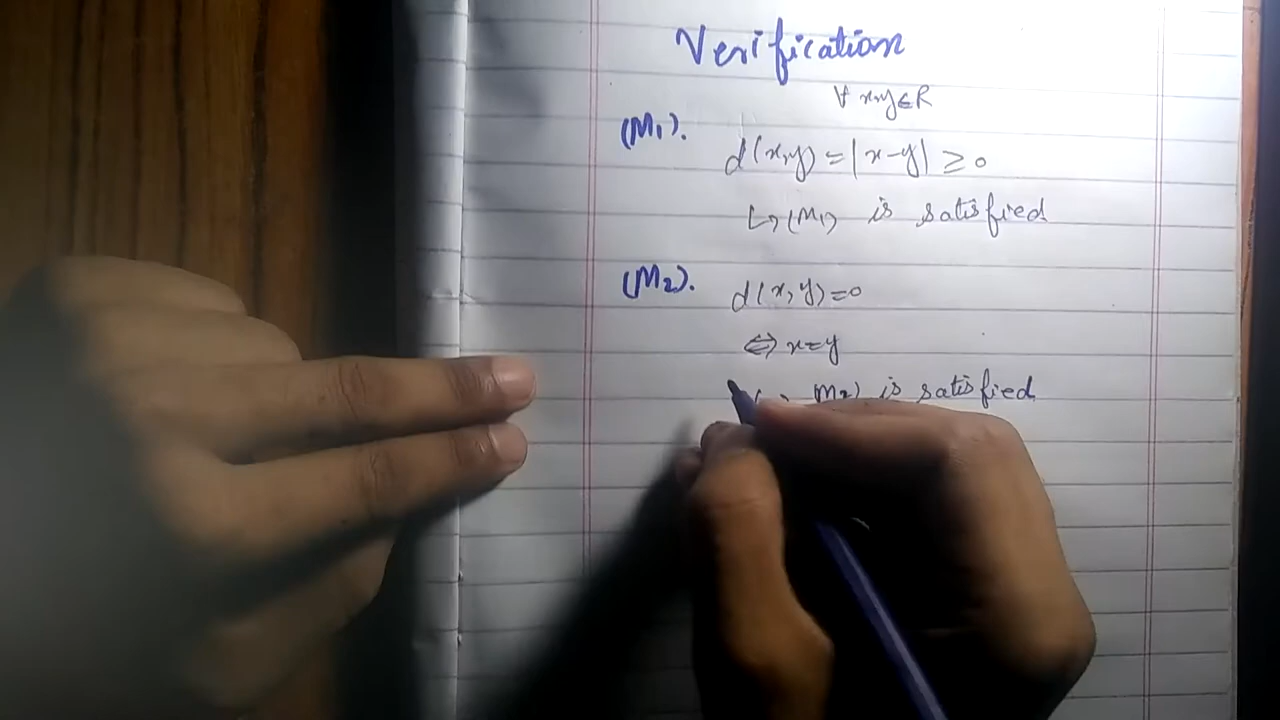 Verification
∀ x,y ∈ R
(M1). d(x,y) = |x-y| ≥ 0
↳ (M1) is satisfied
(M2). d(x,y)=0
⇔ x=y
M2) is satisfied